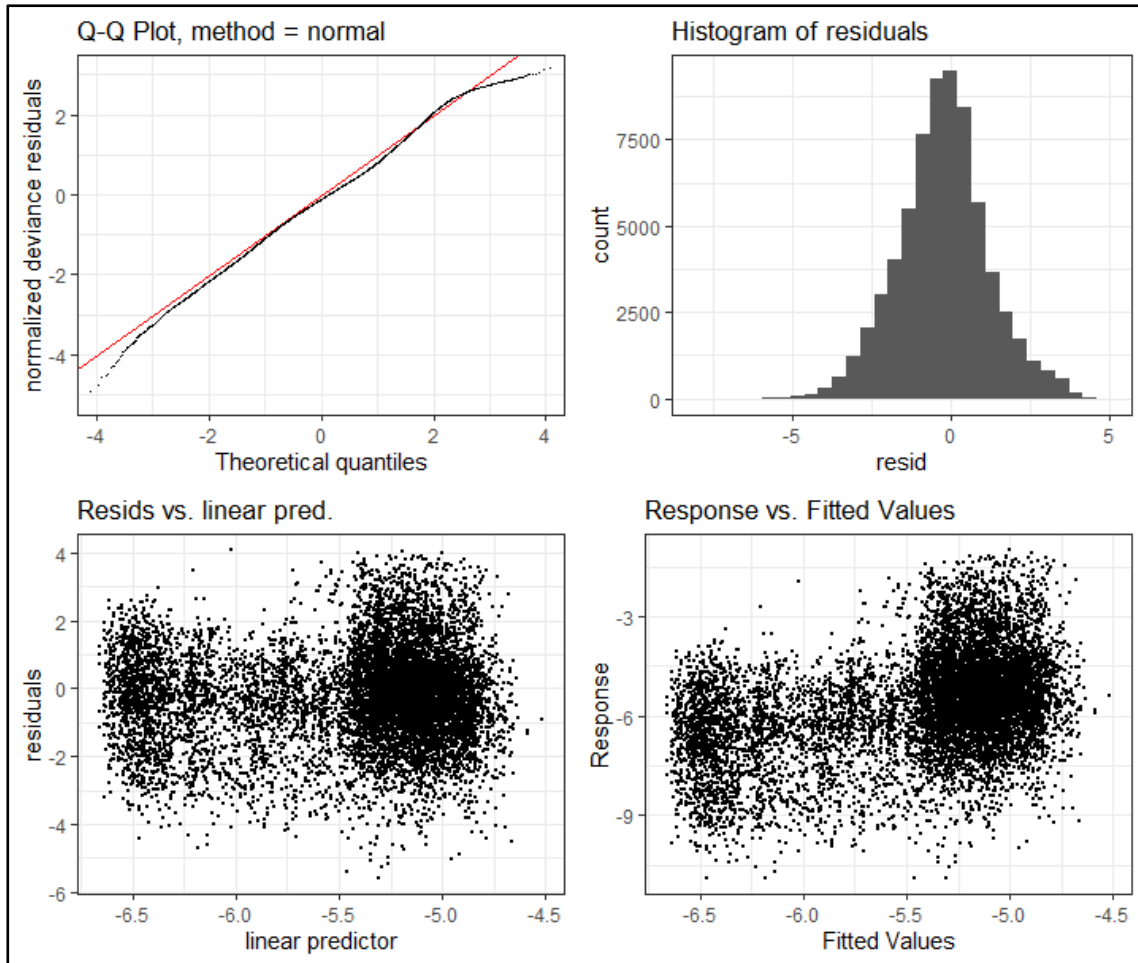 Q-Q Plot, method = normal
normalized deviance residuals
2
0
-2
-4
-4
-2
0
2
4
Theoretical quantiles
Histogram of residuals
count
7500
5000
2500
0
-5
0
5
resid
Resids vs. linear pred.
residuals
4
2
0
-2
-4
-6
-6.5
-6.0
-5.5
-5.0
-4.5
linear predictor
Response vs. Fitted Values
Response
-3
-6
-9
-6.5
-6.0
-5.5
-5.0
-4.5
Fitted Values